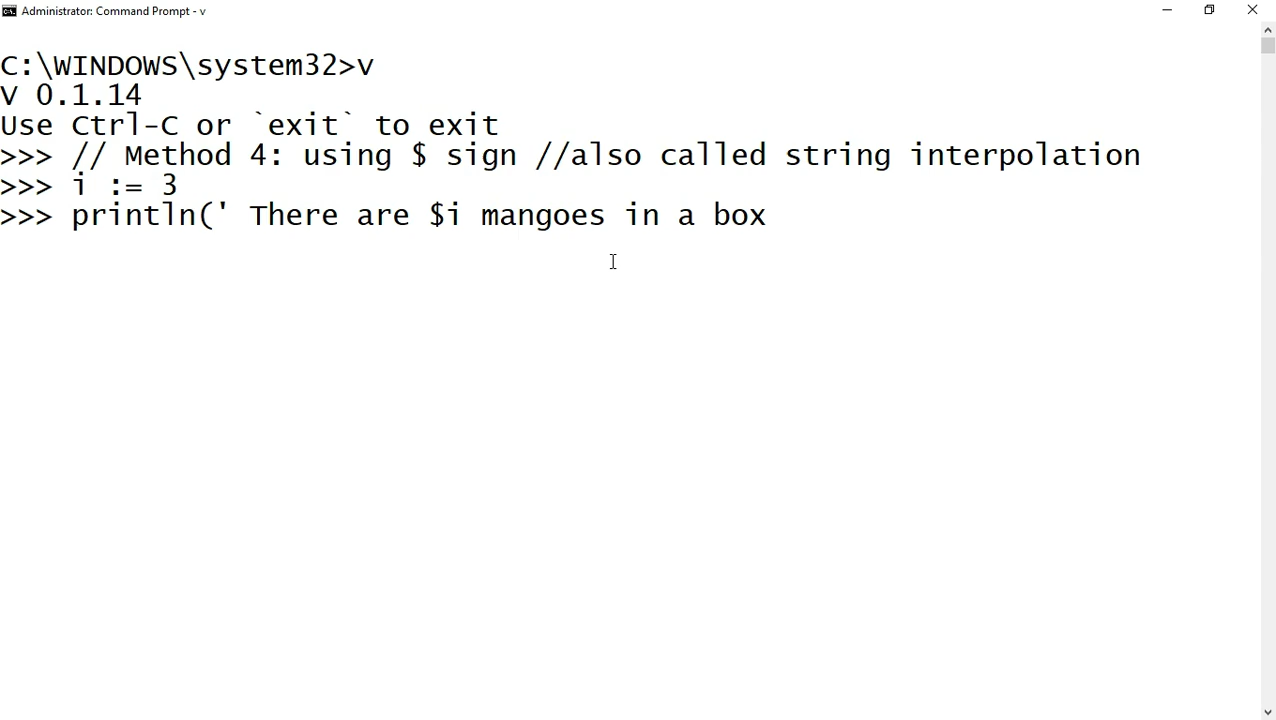 Administrator: Command Prompt - v
C:\WINDOWS\system32>v
V 0.1.14
Use Ctrl-C or `exit` to exit
>>> // Method 4: using $ sign //also called string interpolation
>>> i := 3
>>> println(' There are $i mangoes in a box